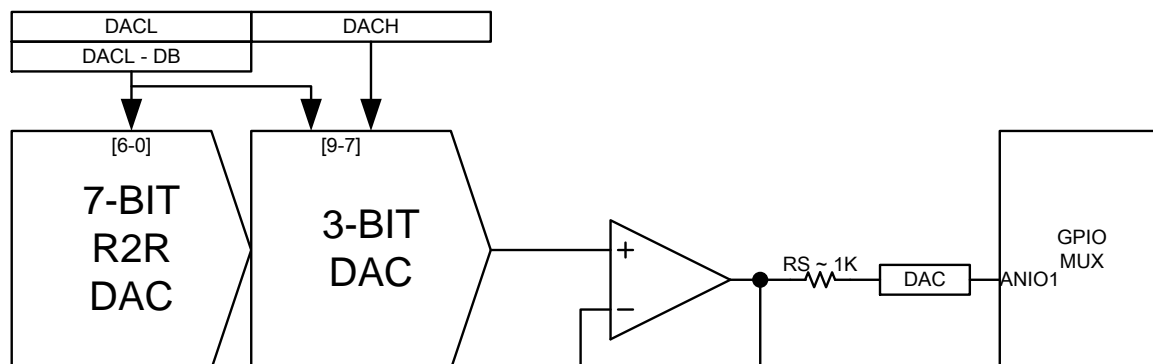 DACL
DACH
DACL - DB
[6-0]
[9-7]
7-BIT
R2R
DAC
3-BIT
DAC
+
−
RS ~ 1K
DAC
ANIO1
GPIO
MUX